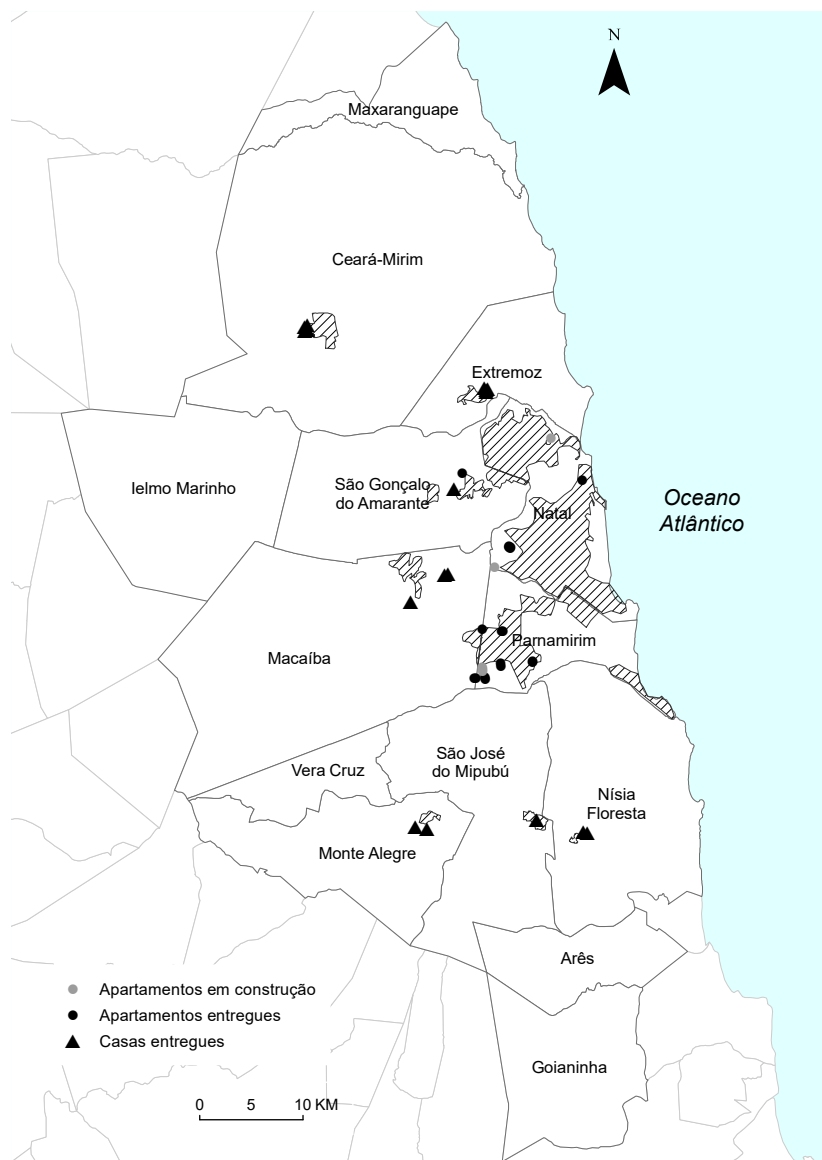 N
Maxaranguape
Ceará-Mirim
Extremoz
Ielmo Marinho
São Gonçalo
do Amarante
Natal
Oceano
Atlântico
Parnamirim
Macaíba
São José
do Mipubú
Vera Cruz
Nísia
Floresta
Monte Alegre
Arês
Goianinha
Apartamentos em construção
Apartamentos entregues
Casas entregues
0 5 10 KM